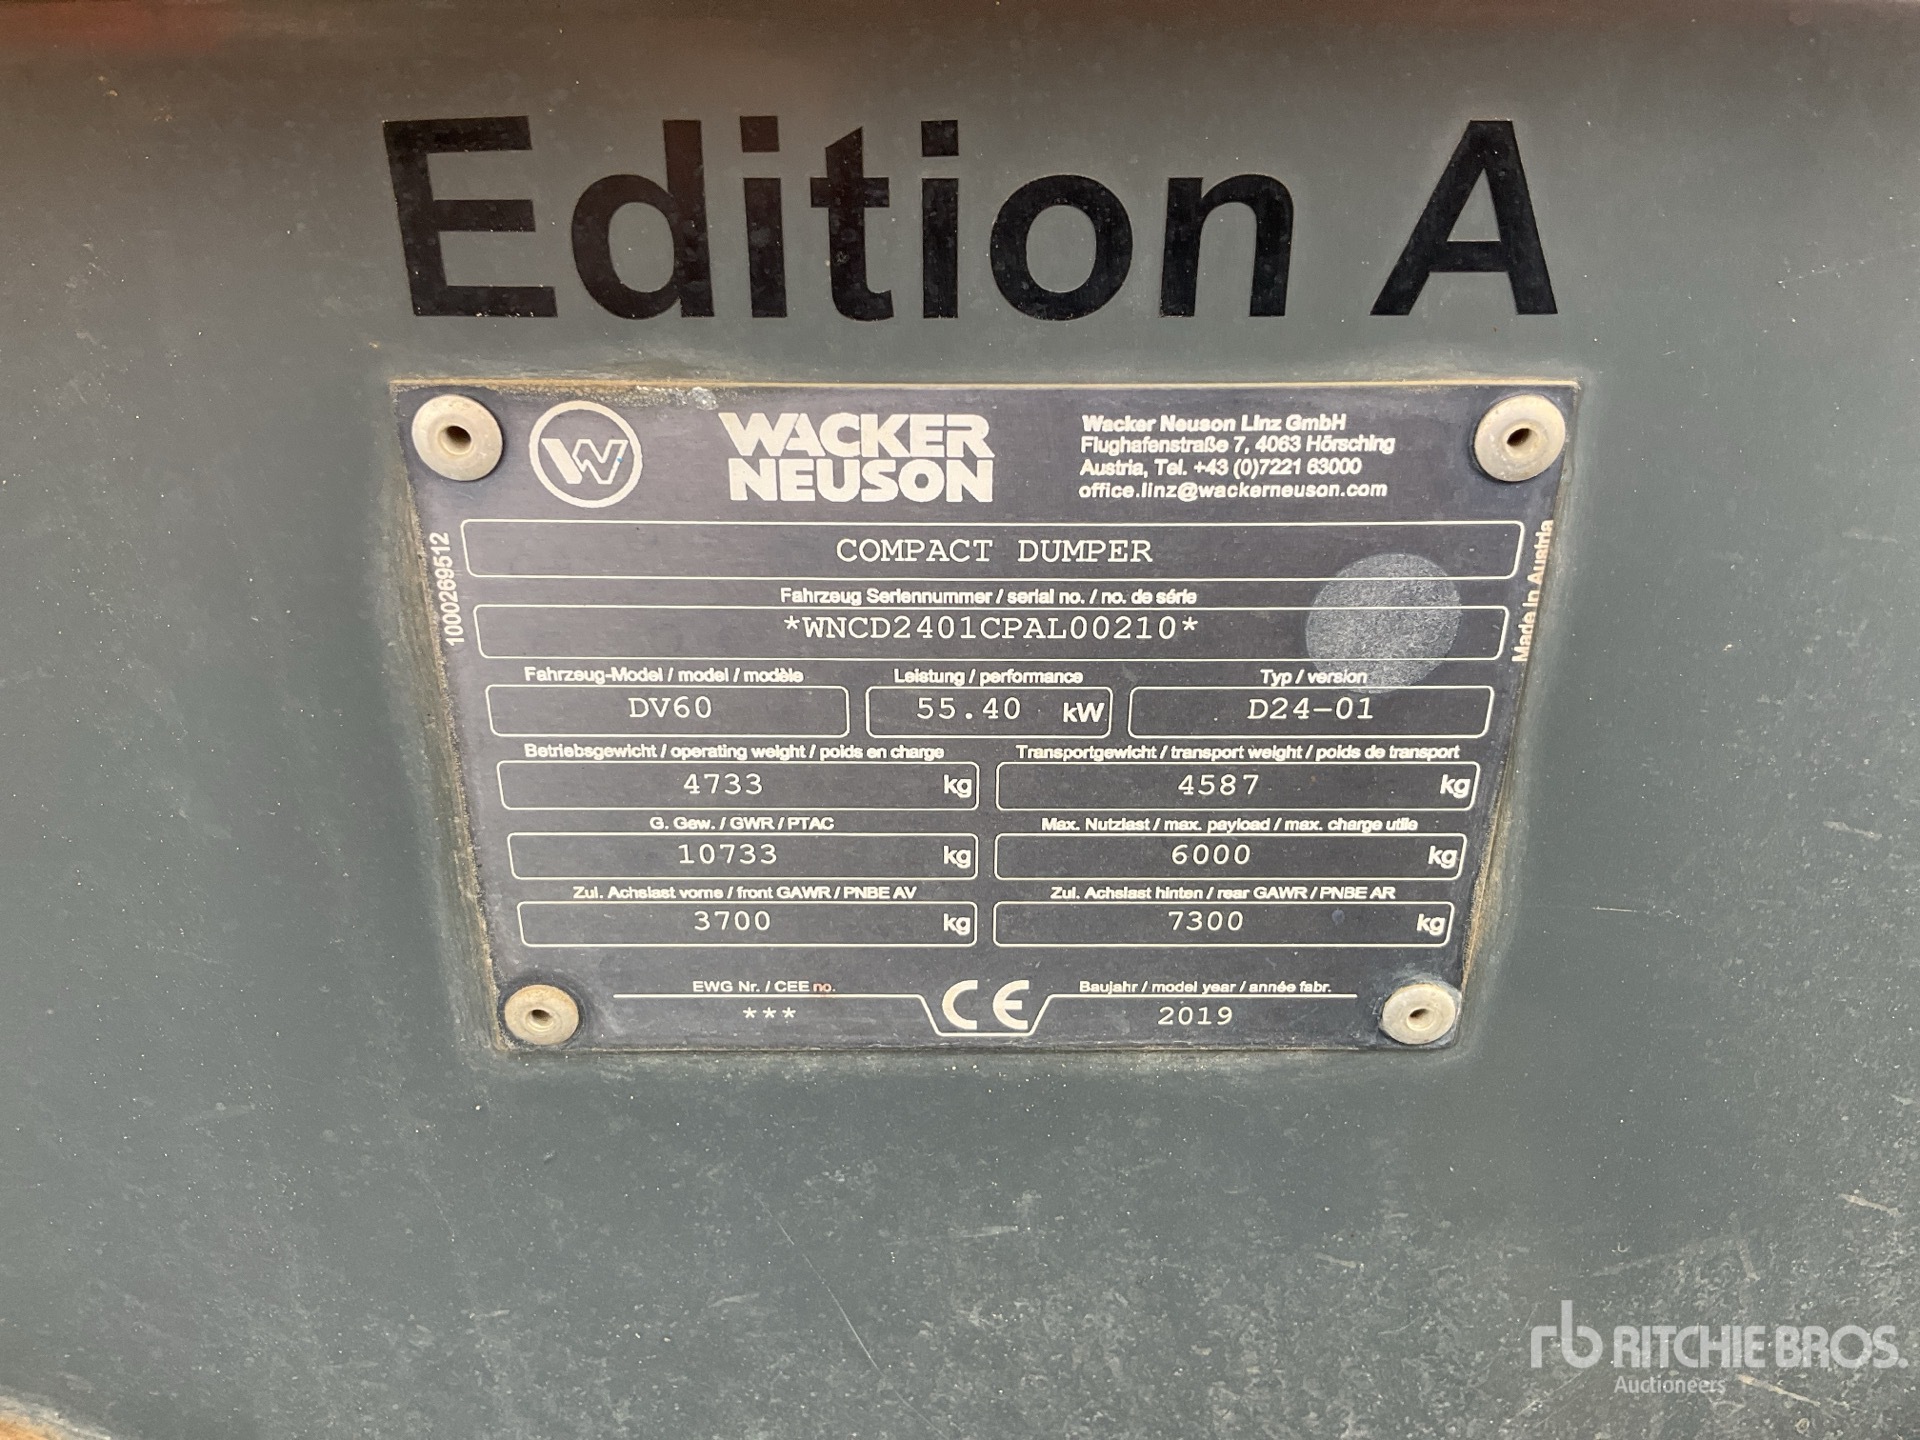 Edition A
WACKER
NEUSON
Wacker Neuson Linz GmbH
Flughafenstraße 7, 4063 Hörsching
Austria, Tel. +43 (0)7221 63000
office.linz@wackerneuson.com
1000269512
Made in Austria
COMPACT DUMPER
Fahrzeug Seriennummer / serial no. / no. de série
*WNCD2401CPAL00210*
Fahrzeug-Model / model / modèle
DV60
Leistung / performance
55.40 kW
Typ / version
D24-01
Betriebsgewicht / operating weight / poids en charge
4733 kg
Transportgewicht / transport weight / poids de transport
4587 kg
G. Gew. / GWR / PTAC
10733 kg
Max. Nutzlast / max. payload / max. charge utile
6000 kg
Zul. Achslast vorne / front GAWR / PNBE AV
3700 kg
Zul. Achslast hinten / rear GAWR / PNBE AR
7300 kg
EWG Nr. / CEE no.
***
CE
Baujahr / model year / année fabr.
2019
rb RITCHIE BROS.
Auctioneers